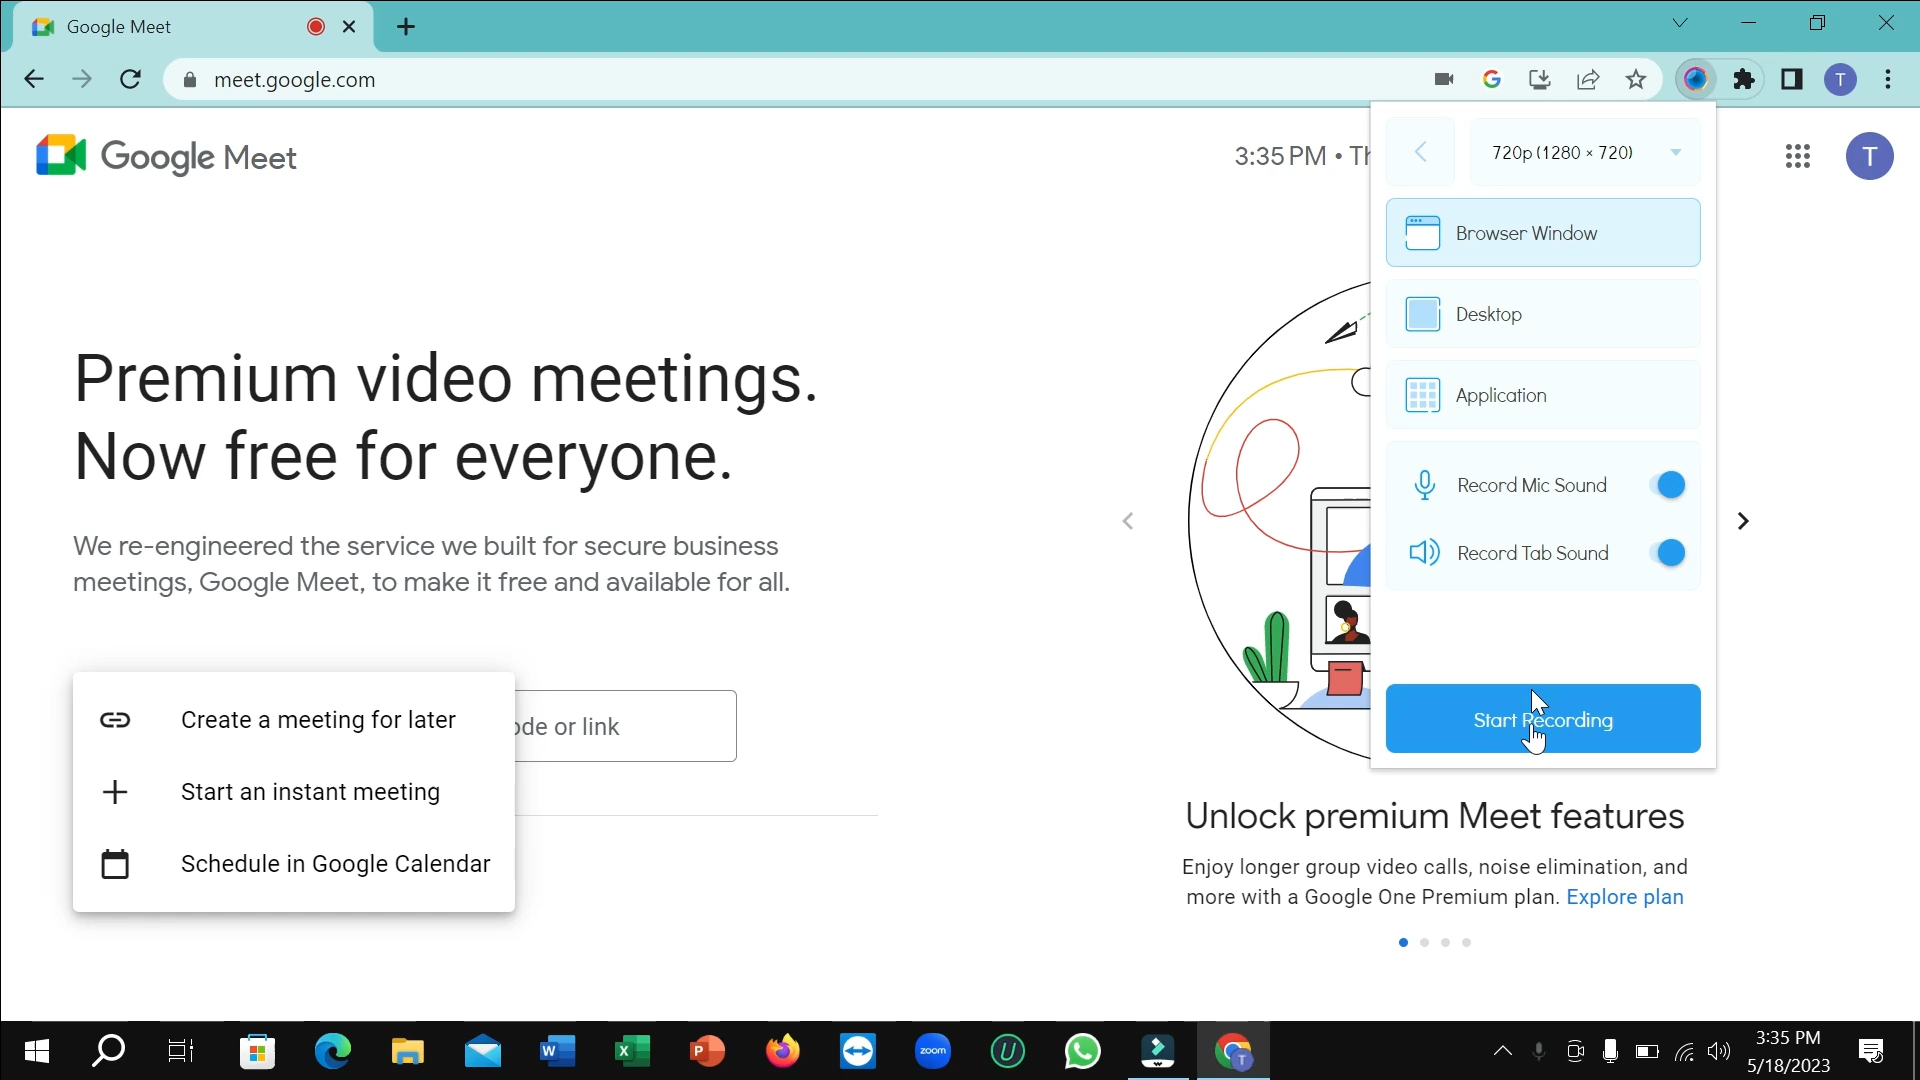 Google Meet
meet.google.com
T
Google Meet
3:35 PM • Th
T
720p (1280 × 720)
Browser Window
Desktop
Application
Record Mic Sound
Record Tab Sound
Start Recording
Premium video meetings.
Now free for everyone.
We re-engineered the service we built for secure business
meetings, Google Meet, to make it free and available for all.
Create a meeting for later
Start an instant meeting
Schedule in Google Calendar
ode or link
Unlock premium Meet features
Enjoy longer group video calls, noise elimination, and
more with a Google One Premium plan. Explore plan
W
X
P
zoom
U
T
3:35 PM
5/18/2023